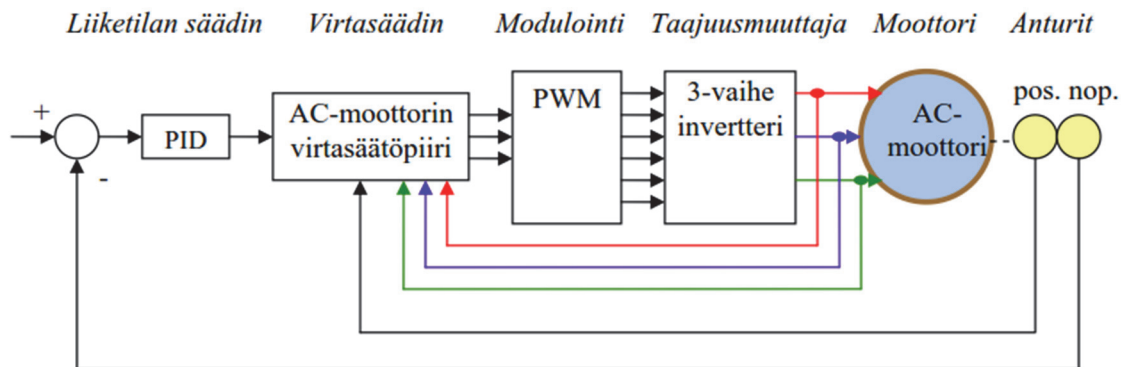 Liiketilan säädin Virtasäädin Modulointi Taajuusmuuttaja Moottori Anturit
+
-
PID
AC-moottorin
virtasäätöpiiri
PWM
3-vaihe
invertteri
AC-
moottori
pos. nop.